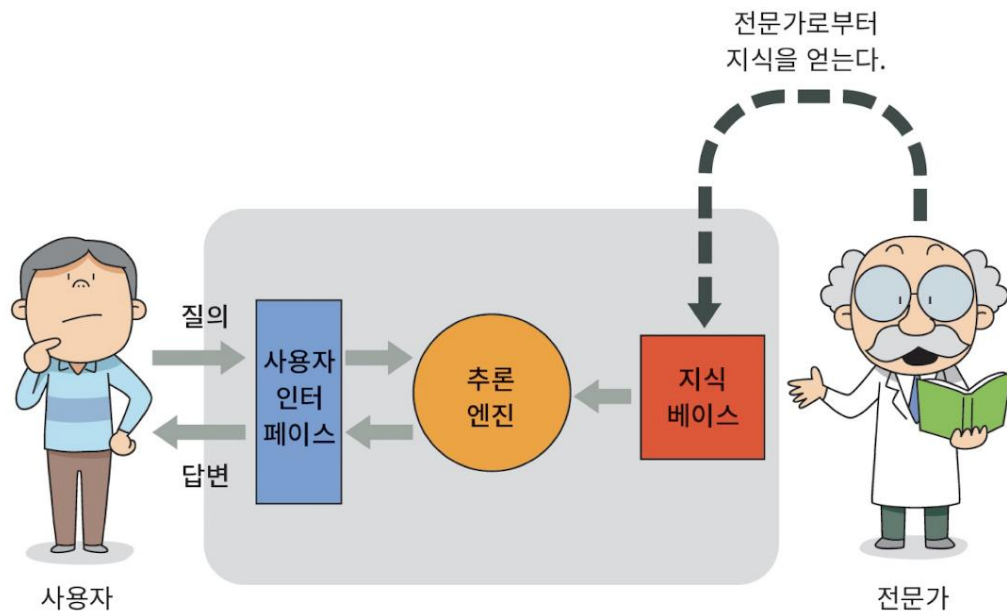 전문가로부터
지식을 얻는다.
질의
사용자
인터
페이스
추론
엔진
지식
베이스
답변
사용자
전문가